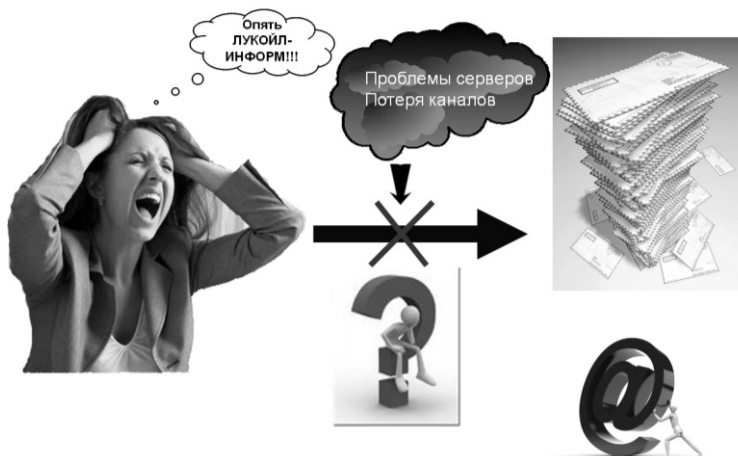 Опять
ЛУКОЙЛ-
ИНФОРМ!!!
Проблемы серверов
Потеря каналов